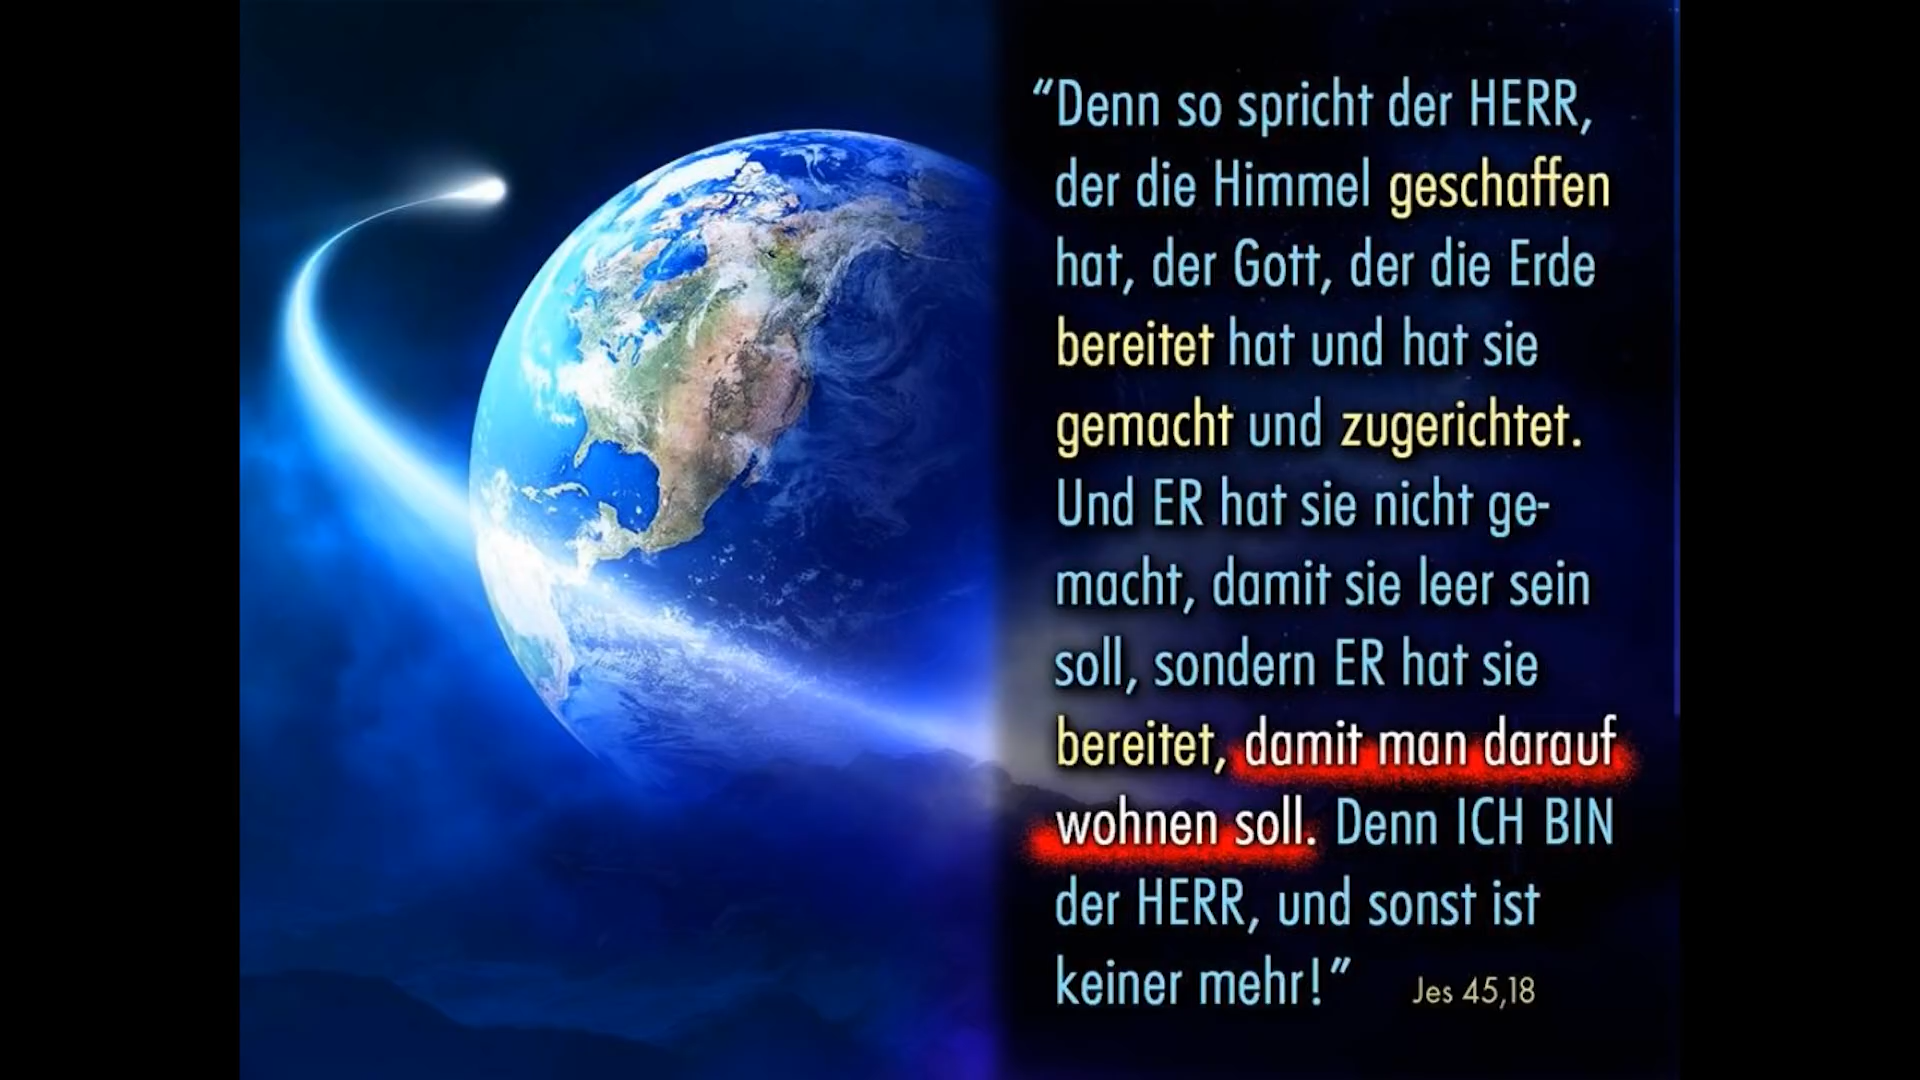 “Denn so spricht der HERR,
der die Himmel geschaffen
hat, der Gott, der die Erde
bereitet hat und hat sie
gemacht und zugerichtet.
Und ER hat sie nicht ge-
macht, damit sie leer sein
soll, sondern ER hat sie
bereitet, damit man darauf
wohnen soll. Denn ICH BIN
der HERR, und sonst ist
keiner mehr!” Jes 45,18